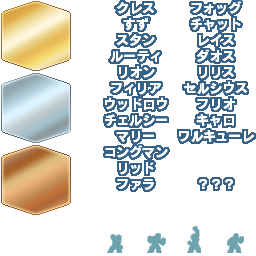 クレス
すず
スタン
ルーティ
リオン
フィリア
ウッドロウ
チェルシー
マリー
コングマン
リッド
ファラ
フォッグ
チャット
レイス
ダオス
リリス
セルシウス
フリオ
キャロ
ワルキューレ
？？？